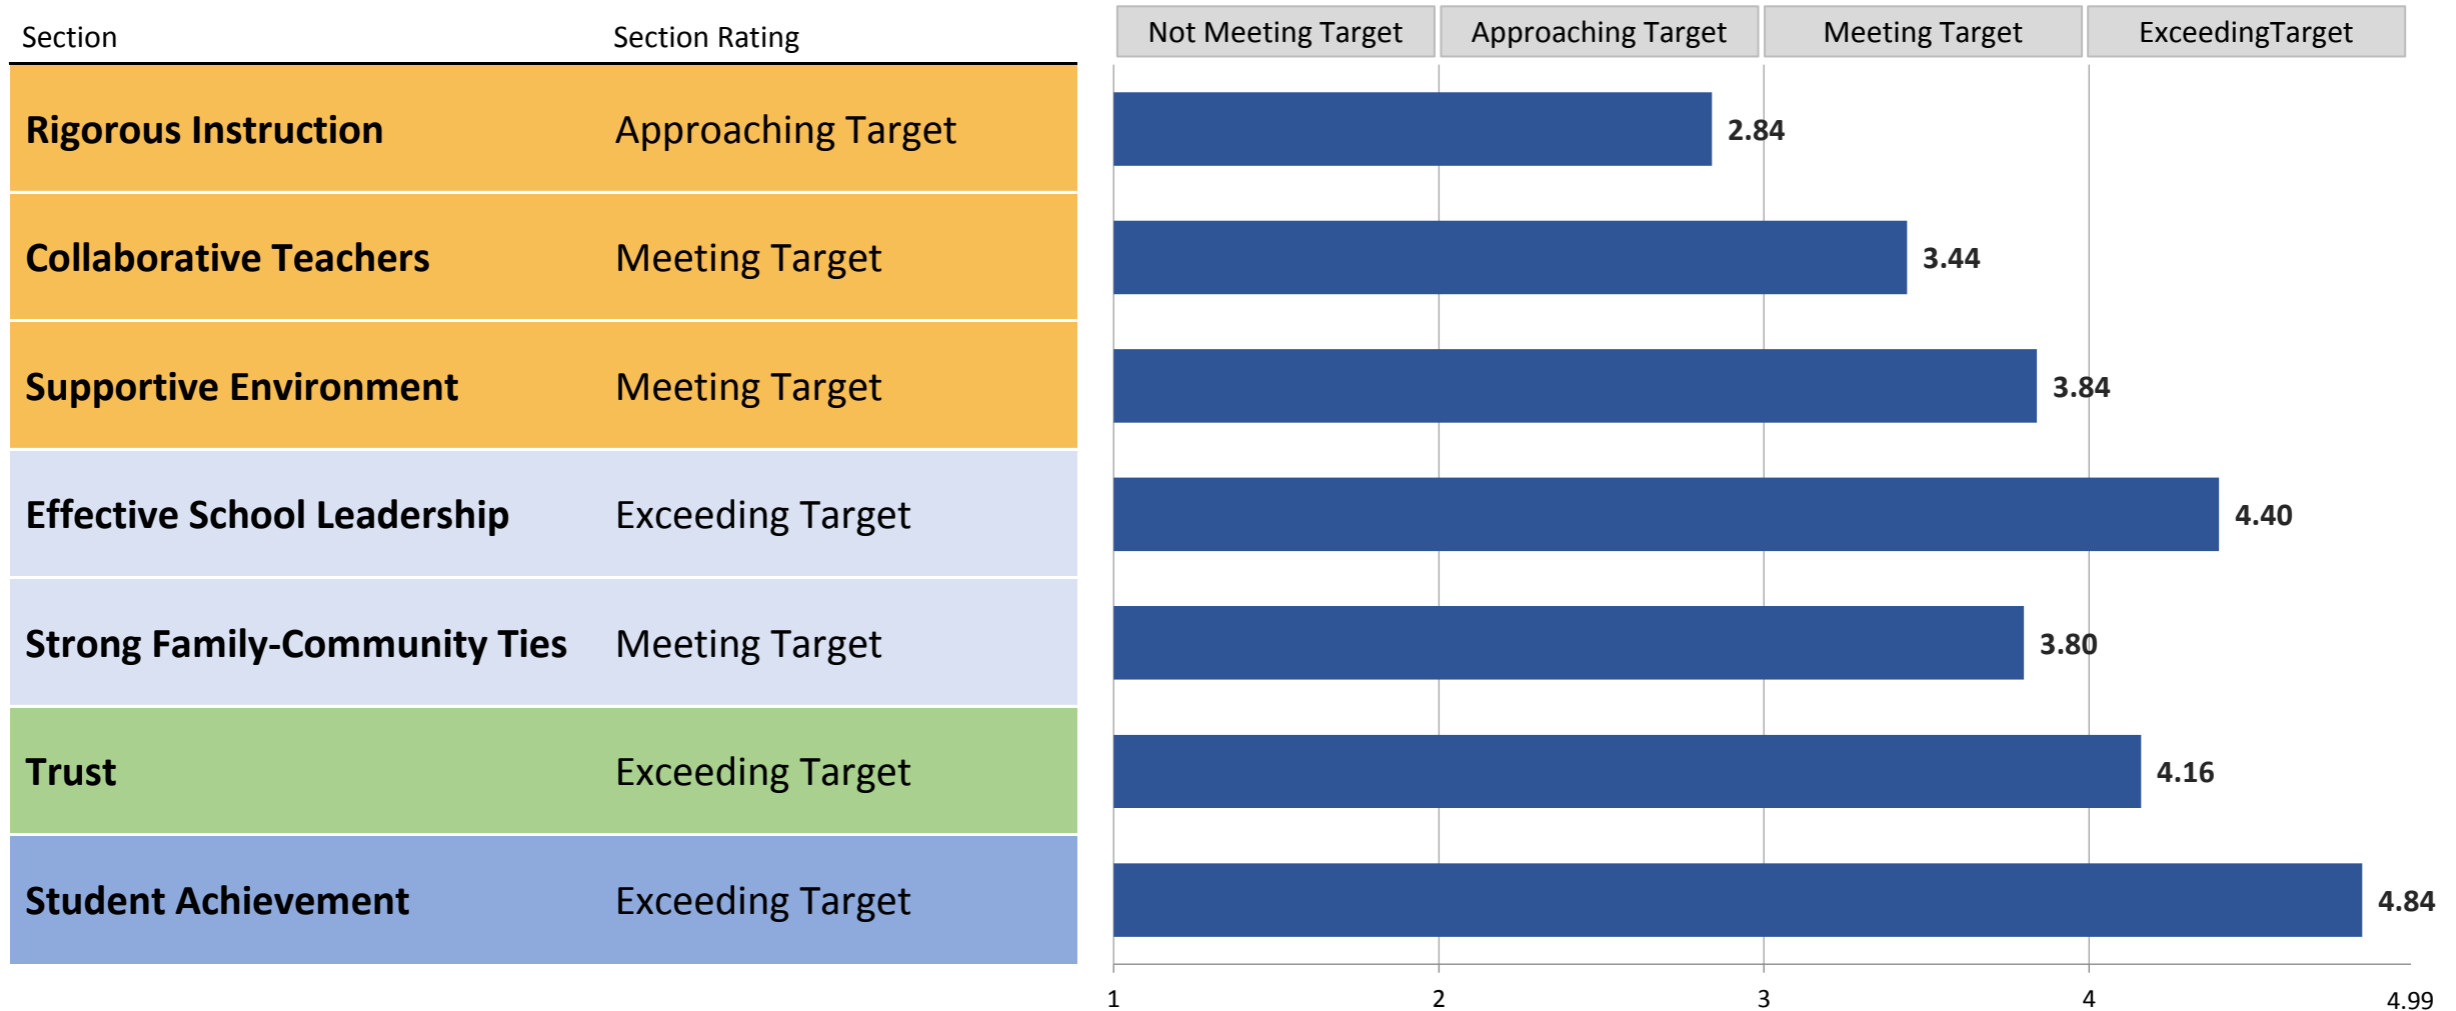 Section Section Rating Not Meeting Target Approaching Target Meeting Target ExceedingTarget
Rigorous Instruction Approaching Target 2.84
Collaborative Teachers Meeting Target 3.44
Supportive Environment Meeting Target 3.84
Effective School Leadership Exceeding Target 4.40
Strong Family-Community Ties Meeting Target 3.80
Trust Exceeding Target 4.16
Student Achievement Exceeding Target 4.84
1 2 3 4 4.99